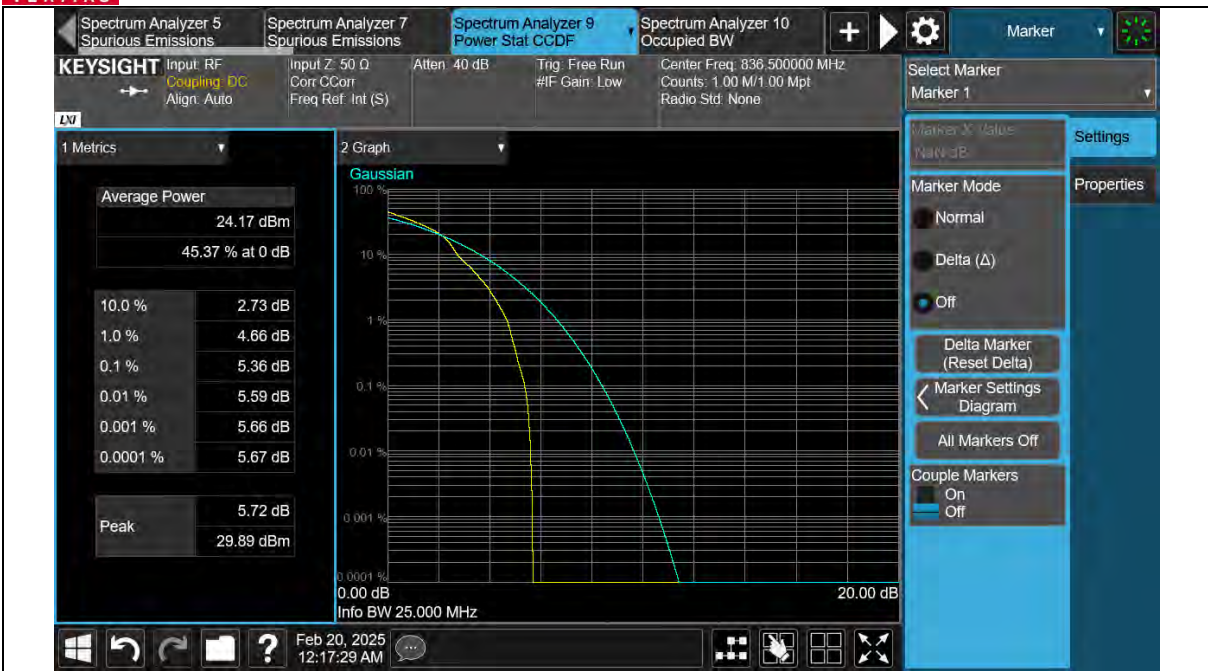 VERITAS
Spectrum Analyzer 5
Spurious Emissions
Spectrum Analyzer 7
Spurious Emissions
Spectrum Analyzer 9
Power Stat CCDF
Spectrum Analyzer 10
Occupied BW
Marker
KEYSIGHT
LXI
Input: RF
Coupling: DC
Align: Auto
Input Z: 50 Ω
Corr CCorr
Freq Ref: Int (S)
Atten: 40 dB
Trig: Free Run
#IF Gain: Low
Center Freq: 836.500000 MHz
Counts: 1.00 M/1.00 Mpt
Radio Std: None
Select Marker
Marker 1
1 Metrics
Average Power
24.17 dBm
45.37 % at 0 dB
10.0 % 2.73 dB
1.0 % 4.66 dB
0.1 % 5.36 dB
0.01 % 5.59 dB
0.001 % 5.66 dB
0.0001 % 5.67 dB
Peak
5.72 dB
29.89 dBm
2 Graph
Gaussian
100 %
10 %
1 %
0.1 %
0.01 %
0.001 %
0.0001 %
0.00 dB
20.00 dB
Info BW 25.000 MHz
Marker X Value
NaN dB
Settings
Properties
Marker Mode
Normal
Delta (Δ)
Off
Delta Marker
(Reset Delta)
Marker Settings
Diagram
All Markers Off
Couple Markers
On
Off
Feb 20, 2025
12:17:29 AM